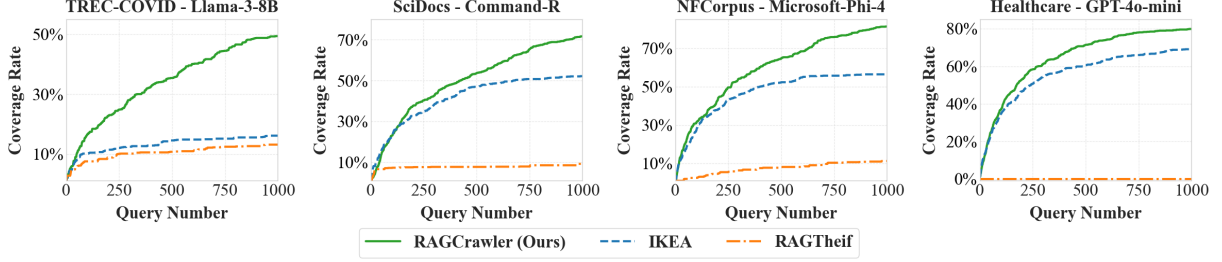 TREC-COVID - Llama-3-8B
SciDocs - Command-R
NFCorpus - Microsoft-Phi-4
Healthcare - GPT-4o-mini
Coverage Rate
50%
30%
10%
0 250 500 750 1000
Query Number
Coverage Rate
70%
50%
30%
10%
0 250 500 750 1000
Query Number
Coverage Rate
70%
50%
30%
10%
0 250 500 750 1000
Query Number
Coverage Rate
80%
60%
40%
20%
0%
0 250 500 750 1000
Query Number
RAGCrawler (Ours) IKEA RAGTheif